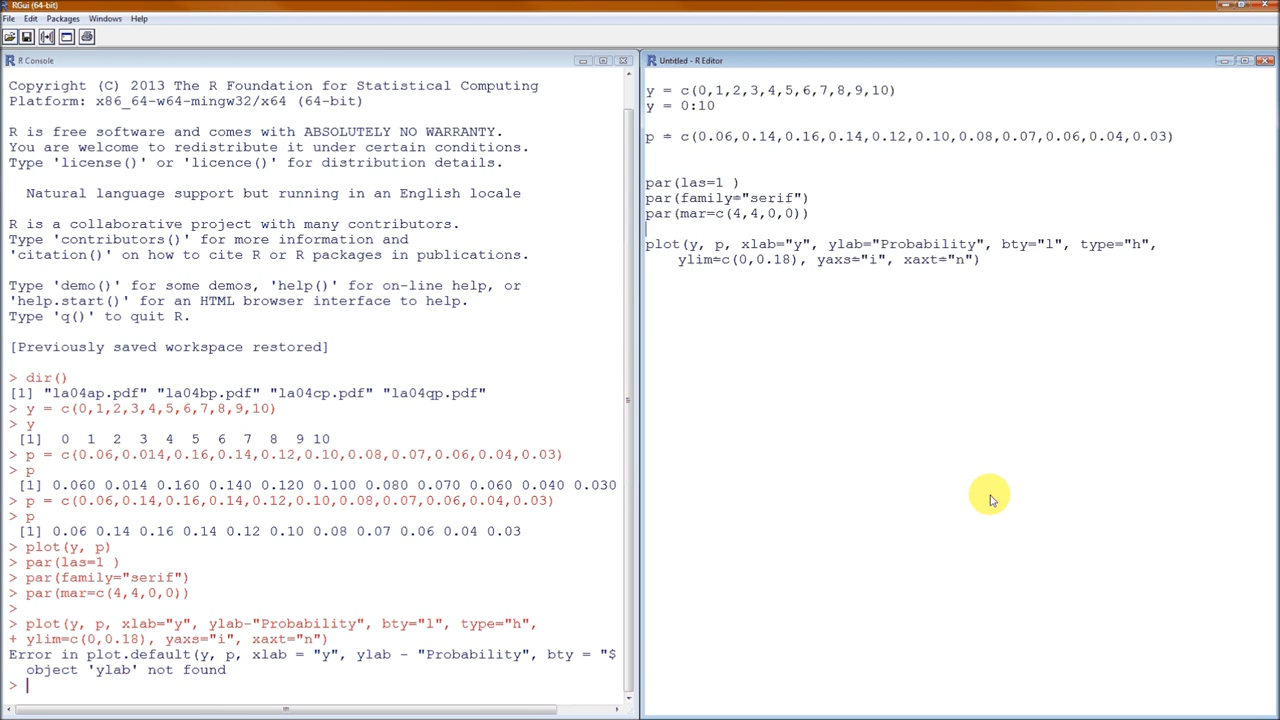 RGui (64-bit)
File Edit Packages Windows Help
R Console
Copyright (C) 2013 The R Foundation for Statistical Computing
Platform: x86_64-w64-mingw32/x64 (64-bit)
R is free software and comes with ABSOLUTELY NO WARRANTY.
You are welcome to redistribute it under certain conditions.
Type 'license()' or 'licence()' for distribution details.
Natural language support but running in an English locale
R is a collaborative project with many contributors.
Type 'contributors()' for more information and
'citation()' on how to cite R or R packages in publications.
Type 'demo()' for some demos, 'help()' for on-line help, or
'help.start()' for an HTML browser interface to help.
Type 'q()' to quit R.
[Previously saved workspace restored]
> dir()
[1] "la04ap.pdf" "la04bp.pdf" "la04cp.pdf" "la04qp.pdf"
> y = c(0,1,2,3,4,5,6,7,8,9,10)
> y
[1] 0 1 2 3 4 5 6 7 8 9 10
> p = c(0.06,0.014,0.16,0.14,0.12,0.10,0.08,0.07,0.06,0.04,0.03)
> p
[1] 0.060 0.014 0.160 0.140 0.120 0.100 0.080 0.070 0.060 0.040 0.030
> p = c(0.06,0.14,0.16,0.14,0.12,0.10,0.08,0.07,0.06,0.04,0.03)
> p
[1] 0.06 0.14 0.16 0.14 0.12 0.10 0.08 0.07 0.06 0.04 0.03
> plot(y, p)
> par(las=1 )
> par(family="serif")
> par(mar=c(4,4,0,0))
>
> plot(y, p, xlab="y", ylab-"Probability", bty="l", type="h",
+ ylim=c(0,0.18), yaxs="i", xaxt="n")
Error in plot.default(y, p, xlab = "y", ylab - "Probability", bty = "$
object 'ylab' not found
>
Untitled - R Editor
y = c(0,1,2,3,4,5,6,7,8,9,10)
y = 0:10
p = c(0.06,0.14,0.16,0.14,0.12,0.10,0.08,0.07,0.06,0.04,0.03)
par(las=1 )
par(family="serif")
par(mar=c(4,4,0,0))
plot(y, p, xlab="y", ylab="Probability", bty="l", type="h",
ylim=c(0,0.18), yaxs="i", xaxt="n")